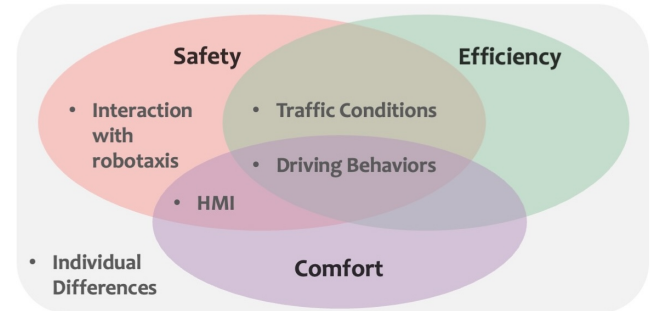 Safety
Efficiency
• Interaction
with
robotaxis
• Traffic Conditions
• Driving Behaviors
• HMI
• Individual
Differences
Comfort